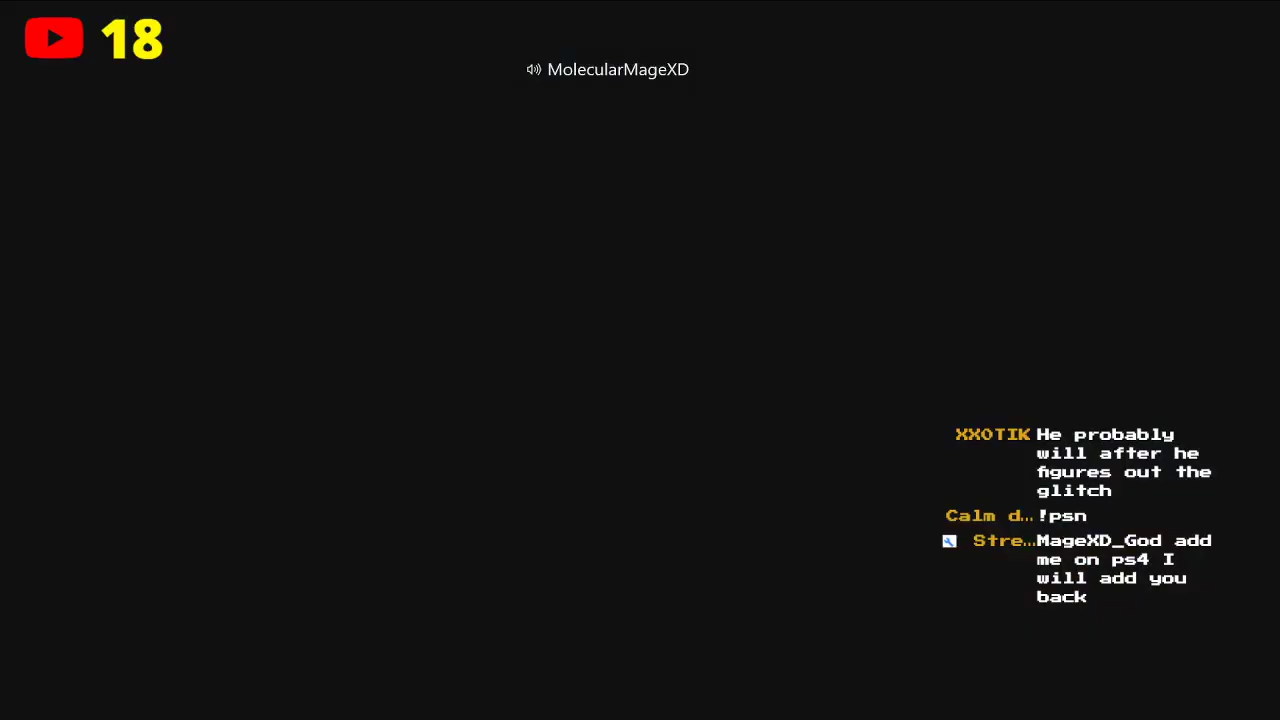 18
MolecularMageXD
XXOTIK He probably
will after he
figures out the
glitch
Calm d... !psn
Stre... MageXD_God add
me on ps4 I
will add you
back